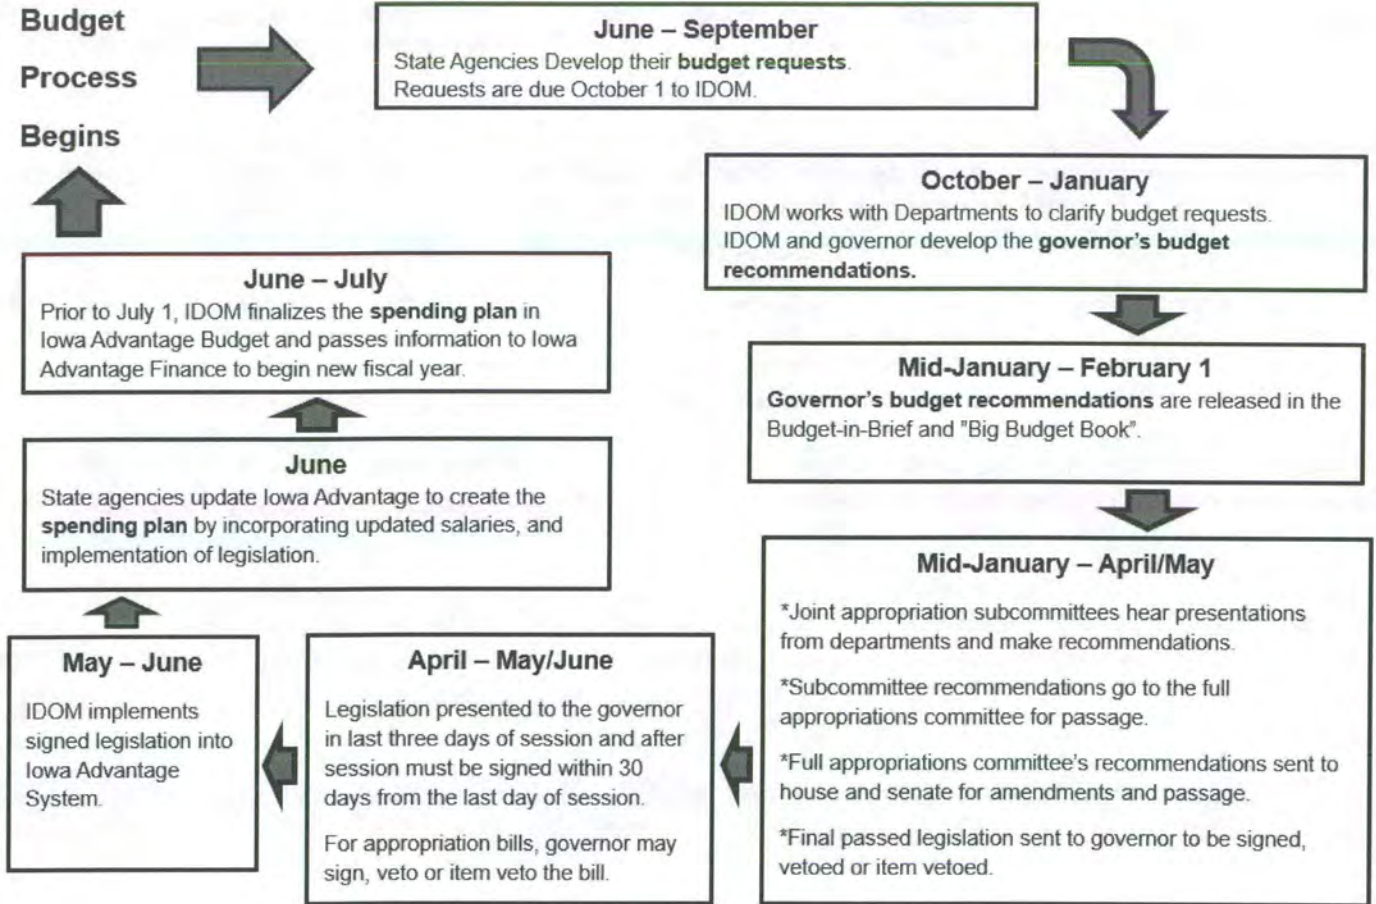 Budget
Process
Begins
June – September
State Agencies Develop their budget requests.
Requests are due October 1 to IDOM.
October – January
IDOM works with Departments to clarify budget requests.
IDOM and governor develop the governor's budget
recommendations.
Mid-January – February 1
Governor's budget recommendations are released in the
Budget-in-Brief and "Big Budget Book".
Mid-January – April/May
*Joint appropriation subcommittees hear presentations
from departments and make recommendations.
*Subcommittee recommendations go to the full
appropriations committee for passage.
*Full appropriations committee's recommendations sent to
house and senate for amendments and passage.
*Final passed legislation sent to governor to be signed,
vetoed or item vetoed.
April – May/June
Legislation presented to the governor
in last three days of session and after
session must be signed within 30
days from the last day of session.
For appropriation bills, governor may
sign, veto or item veto the bill.
May – June
IDOM implements
signed legislation into
Iowa Advantage
System.
June
State agencies update Iowa Advantage to create the
spending plan by incorporating updated salaries, and
implementation of legislation.
June – July
Prior to July 1, IDOM finalizes the spending plan in
Iowa Advantage Budget and passes information to Iowa
Advantage Finance to begin new fiscal year.